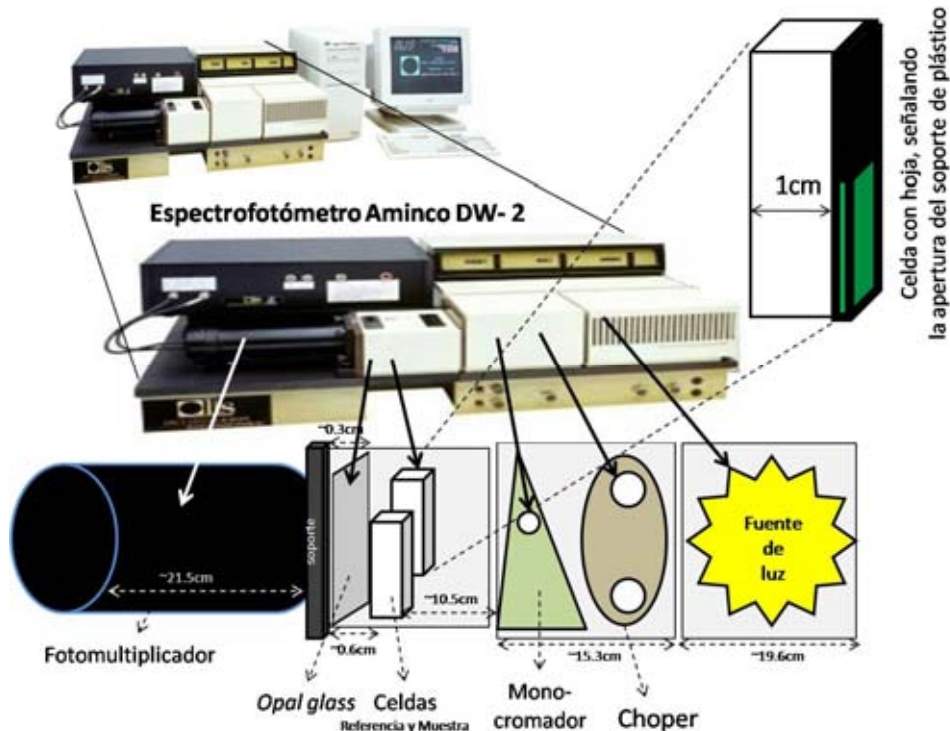 Espectrofotómetro Aminco DW- 2
1cm
Celda con hoja, señalando
la apertura del soporte de plástico
OLIS
~0.3cm
soporte
~21.5cm
~10.5cm
~0.6cm
Fuente
de
luz
~15.3cm
~19.6cm
Fotomultiplicador
Opal glass
Celdas
Referencia y Muestra
Mono-
cromador
Choper